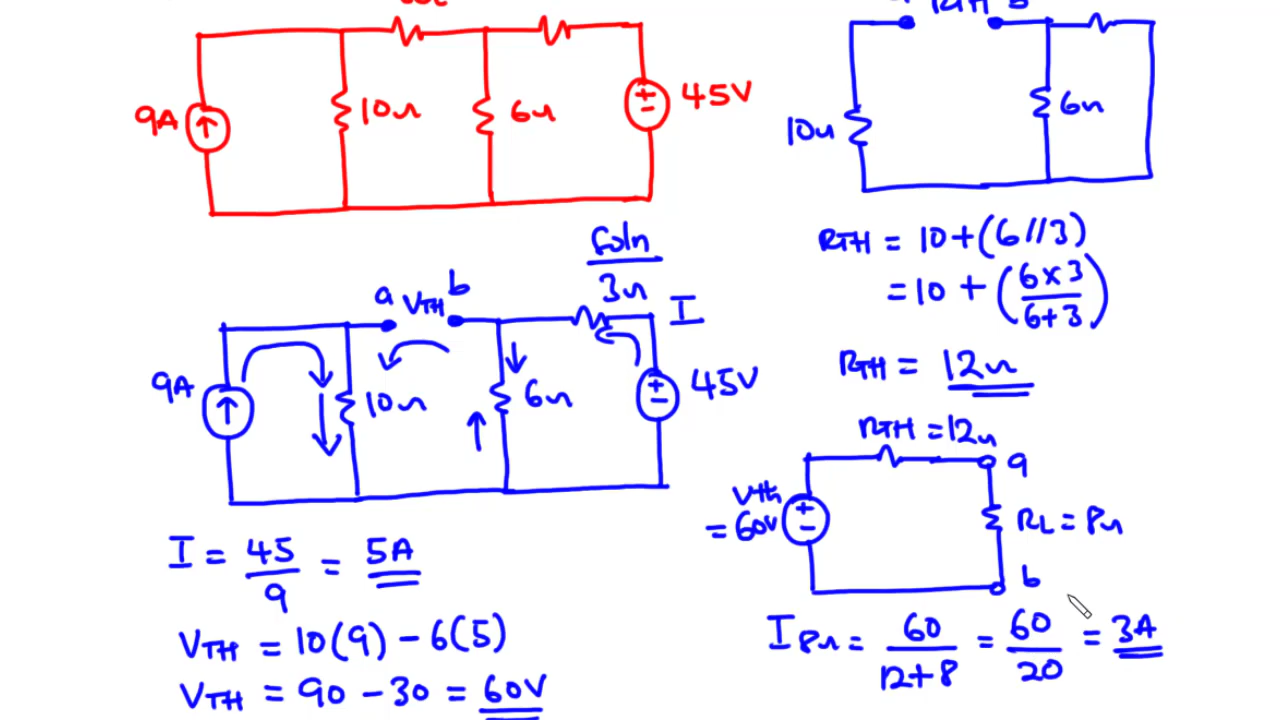 9A
10Ω
6Ω
45V
Soln
3Ω
I
a VTH b
9A
10Ω
6Ω
45V
I = 45/9 = 5A
VTH = 10(9) - 6(5)
VTH = 90 - 30 = 60V
RTH
10Ω
6Ω
RTH = 10 + (6//3)
= 10 + (6×3/6+3)
RTH = 12Ω
RTH = 12Ω
a
Vth
= 60V
RL = 8Ω
b
I 8Ω = 60/12+8 = 60/20 = 3A